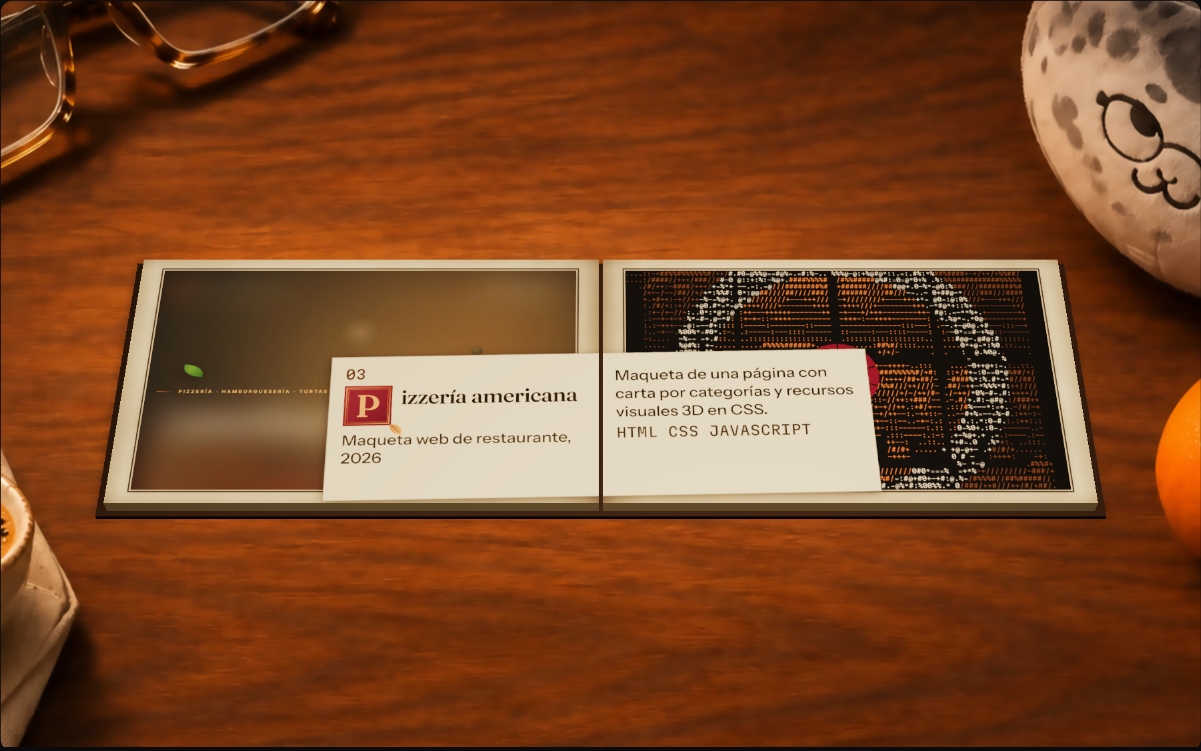 PIZZERÍA · HAMBURGUESERÍA · TORTAS
03
Pizzería americana
Maqueta web de restaurante,
2026
Maqueta de una página con
carta por categorías y recursos
visuales 3D en CSS.
HTML CSS JAVASCRIPT